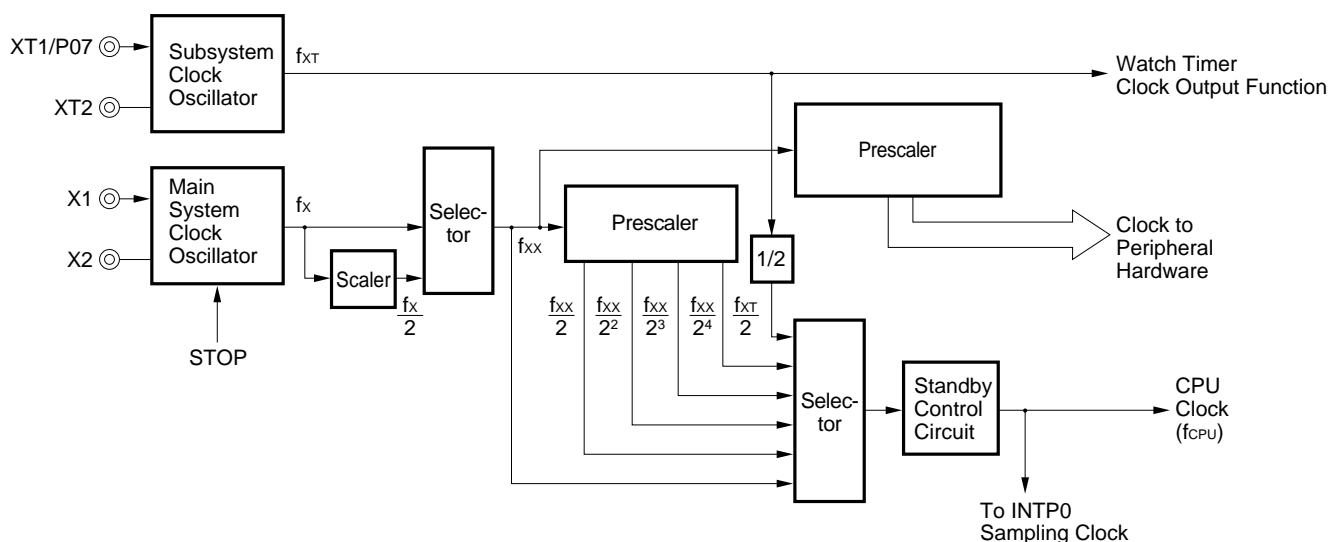 XT1/P07
XT2
Subsystem
Clock
Oscillator
fXT
Watch Timer
Clock Output Function
X1
X2
Main
System
Clock
Oscillator
STOP
fX
Scaler
fX/2
Selec-
tor
fXX
Prescaler
Prescaler
Clock to
Peripheral
Hardware
1/2
fXX/2
fXX/2²
fXX/2³
fXX/2⁴
fXT/2
Selec-
tor
Standby
Control
Circuit
CPU
Clock
(fCPU)
To INTP0
Sampling Clock